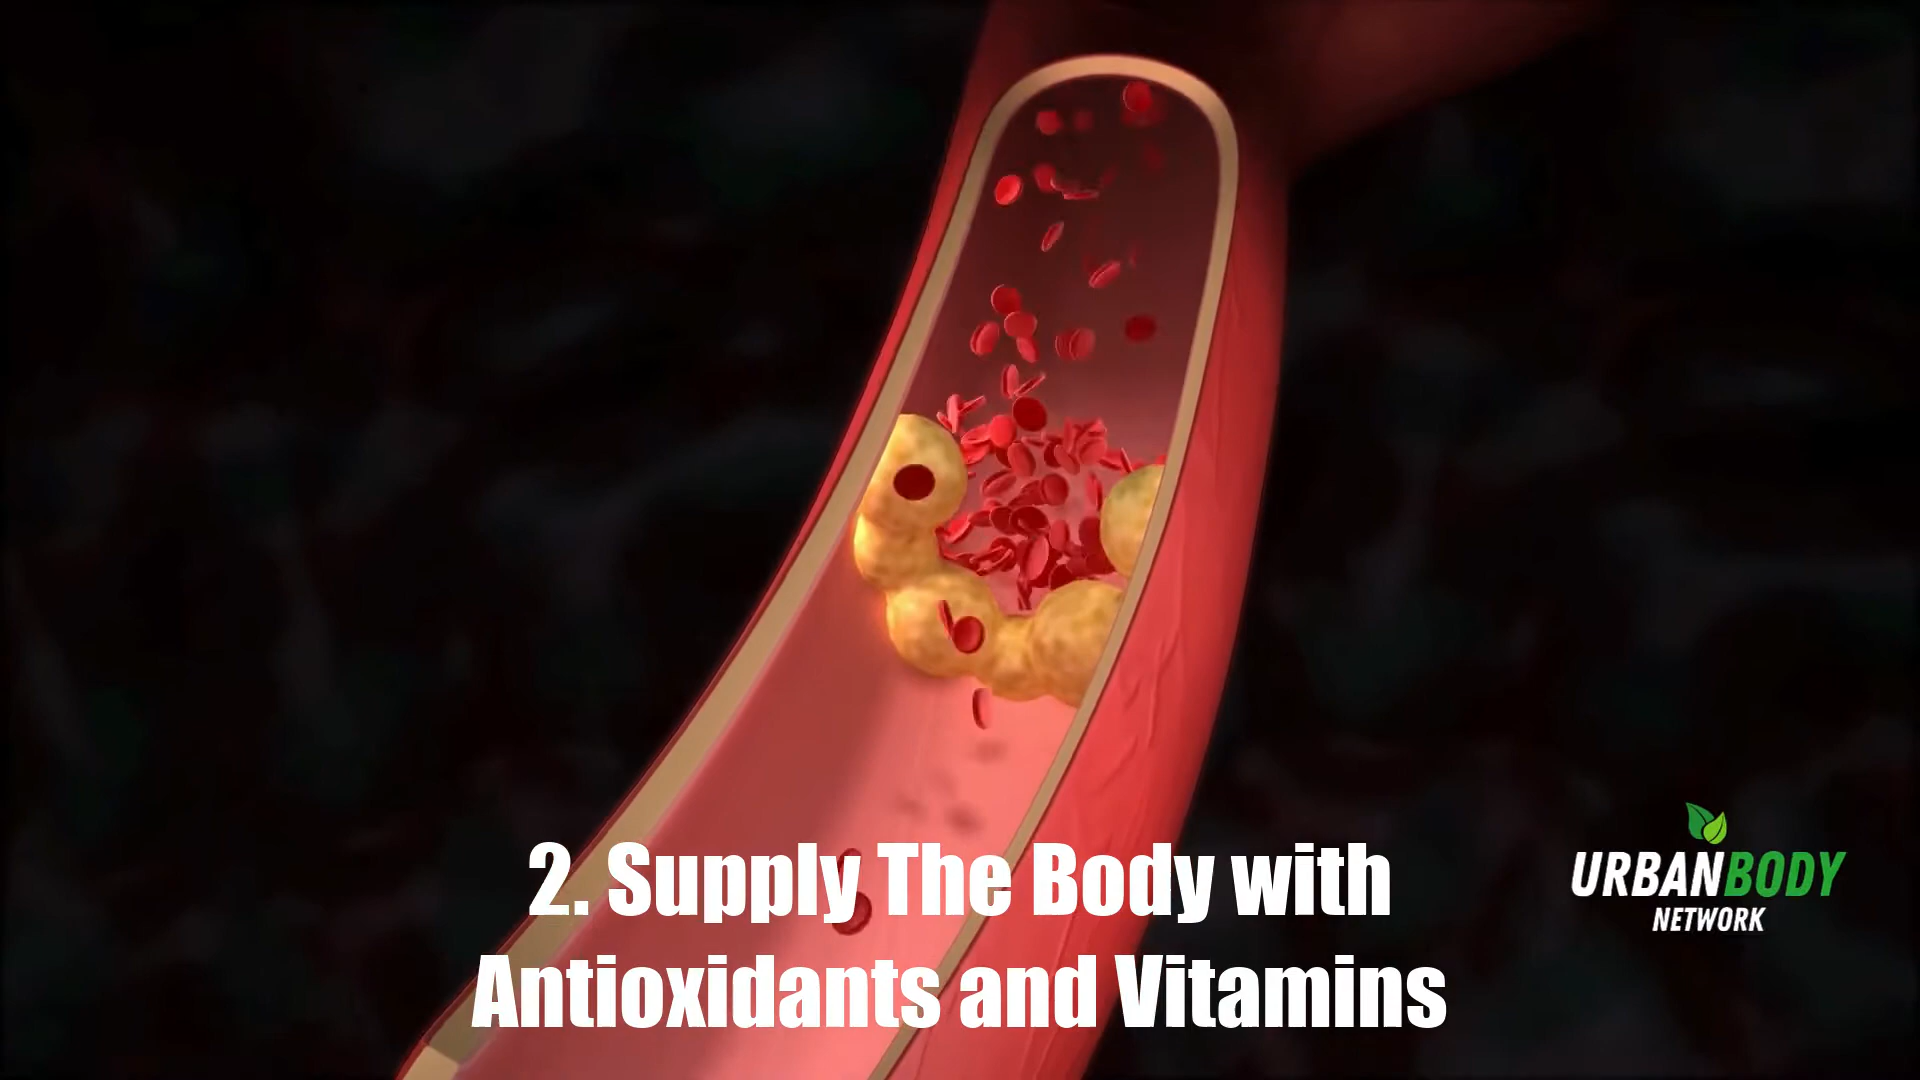 2. Supply The Body with
Antioxidants and Vitamins
URBANBODY
NETWORK